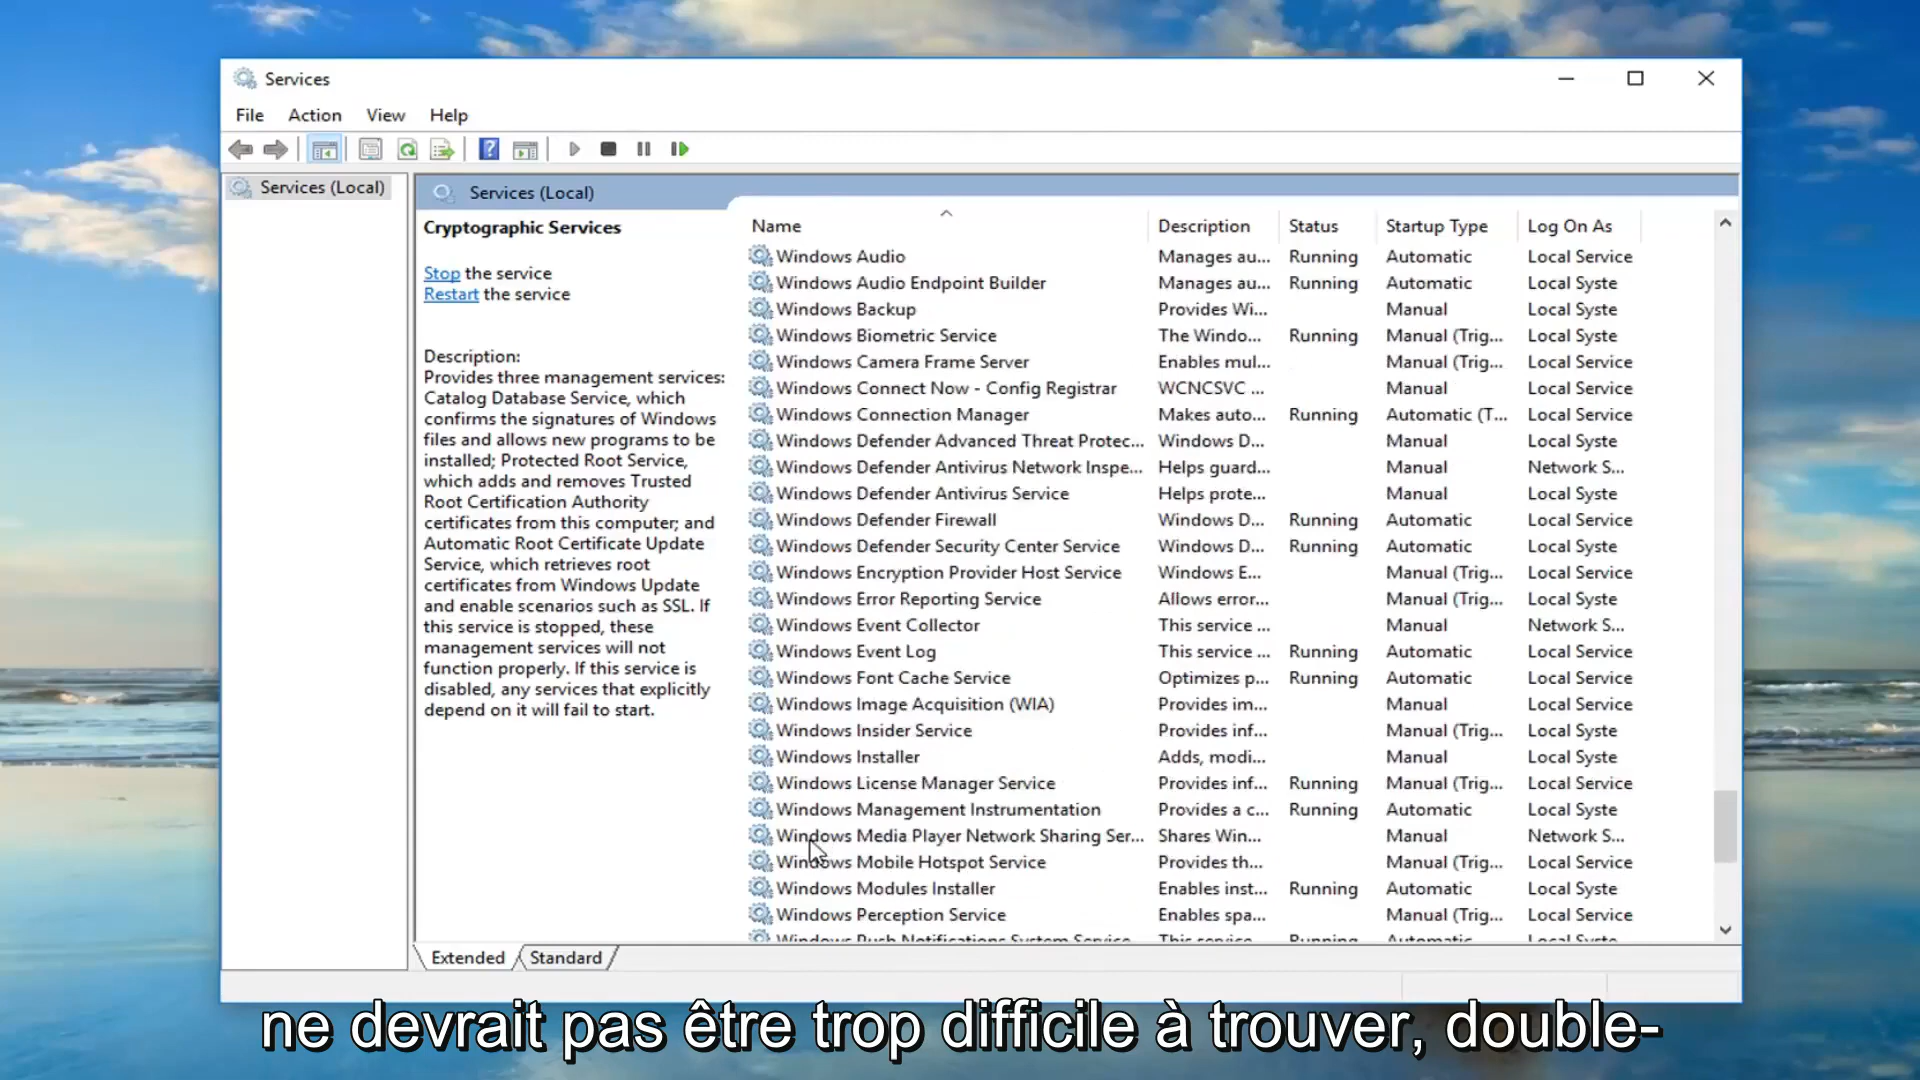 Services
File Action View Help
Services (Local)
Services (Local)
Cryptographic Services
Stop the service
Restart the service
Description:
Provides three management services:
Catalog Database Service, which
confirms the signatures of Windows
files and allows new programs to be
installed; Protected Root Service,
which adds and removes Trusted
Root Certification Authority
certificates from this computer; and
Automatic Root Certificate Update
Service, which retrieves root
certificates from Windows Update
and enable scenarios such as SSL. If
this service is stopped, these
management services will not
function properly. If this service is
disabled, any services that explicitly
depend on it will fail to start.
Name Description Status Startup Type Log On As
Windows Audio Manages au... Running Automatic Local Service
Windows Audio Endpoint Builder Manages au... Running Automatic Local Syste
Windows Backup Provides Wi... Manual Local Syste
Windows Biometric Service The Windo... Running Manual (Trig... Local Syste
Windows Camera Frame Server Enables mul... Manual (Trig... Local Service
Windows Connect Now - Config Registrar WCNCSVC ... Manual Local Service
Windows Connection Manager Makes auto... Running Automatic (T... Local Service
Windows Defender Advanced Threat Protec... Windows D... Manual Local Syste
Windows Defender Antivirus Network Inspe... Helps guard... Manual Network S...
Windows Defender Antivirus Service Helps prote... Manual Local Syste
Windows Defender Firewall Windows D... Running Automatic Local Service
Windows Defender Security Center Service Windows D... Running Automatic Local Syste
Windows Encryption Provider Host Service Windows E... Manual (Trig... Local Service
Windows Error Reporting Service Allows error... Manual (Trig... Local Syste
Windows Event Collector This service ... Manual Network S...
Windows Event Log This service ... Running Automatic Local Service
Windows Font Cache Service Optimizes p... Running Automatic Local Service
Windows Image Acquisition (WIA) Provides im... Manual Local Service
Windows Insider Service Provides inf... Manual (Trig... Local Syste
Windows Installer Adds, modi... Manual Local Syste
Windows License Manager Service Provides inf... Running Manual (Trig... Local Service
Windows Management Instrumentation Provides a c... Running Automatic Local Syste
Windows Media Player Network Sharing Ser... Shares Win... Manual Network S...
Windows Mobile Hotspot Service Provides th... Manual (Trig... Local Service
Windows Modules Installer Enables inst... Running Automatic Local Syste
Windows Perception Service Enables spa... Manual (Trig... Local Service
Windows Push Notifications System Service This service ... Running Automatic Local Syste
Extended Standard
ne devrait pas être trop difficile à trouver, double-